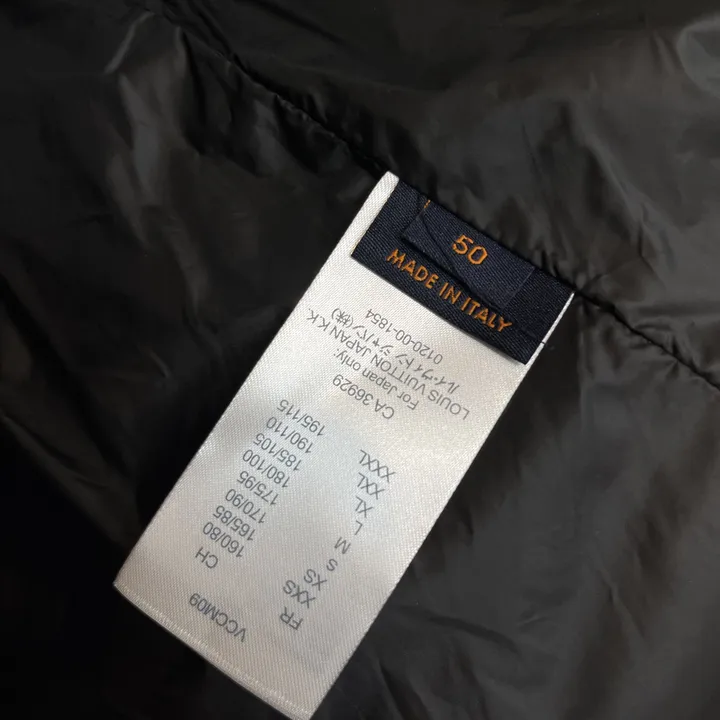 50
MADE IN ITALY
VCCM09
FR CH
XXS 160/80
XS 165/85
S 170/90
M 175/95
L 180/100
XL 185/105
XXL 190/110
XXXL 195/115
CA 36929
For Japan only:
LOUIS VUITTON JAPAN K.K.
ルイヴィトンジャパン(株)
0120-00-1854